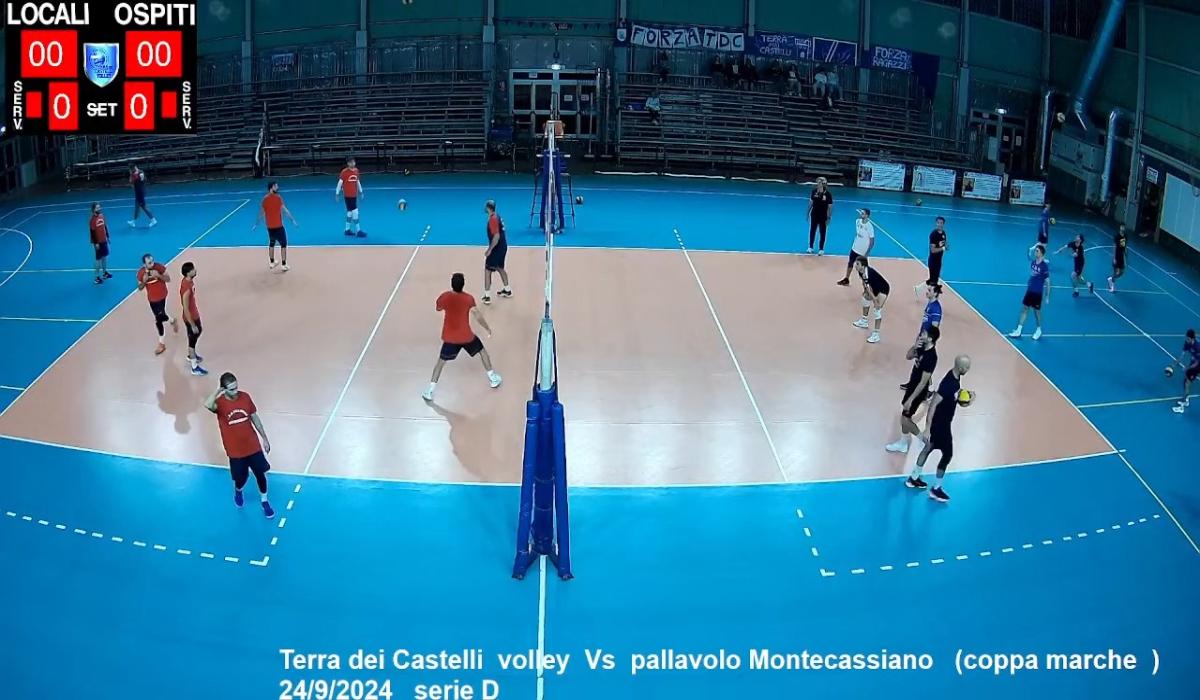 LOCALI OSPITI
00 00
SERV. 0 SET 0 SERV.
FORZA TDC
TERRA
CASTELLI
FORZA
RAGAZZI
Terra dei Castelli volley Vs pallavolo Montecassiano (coppa marche )
24/9/2024 serie D